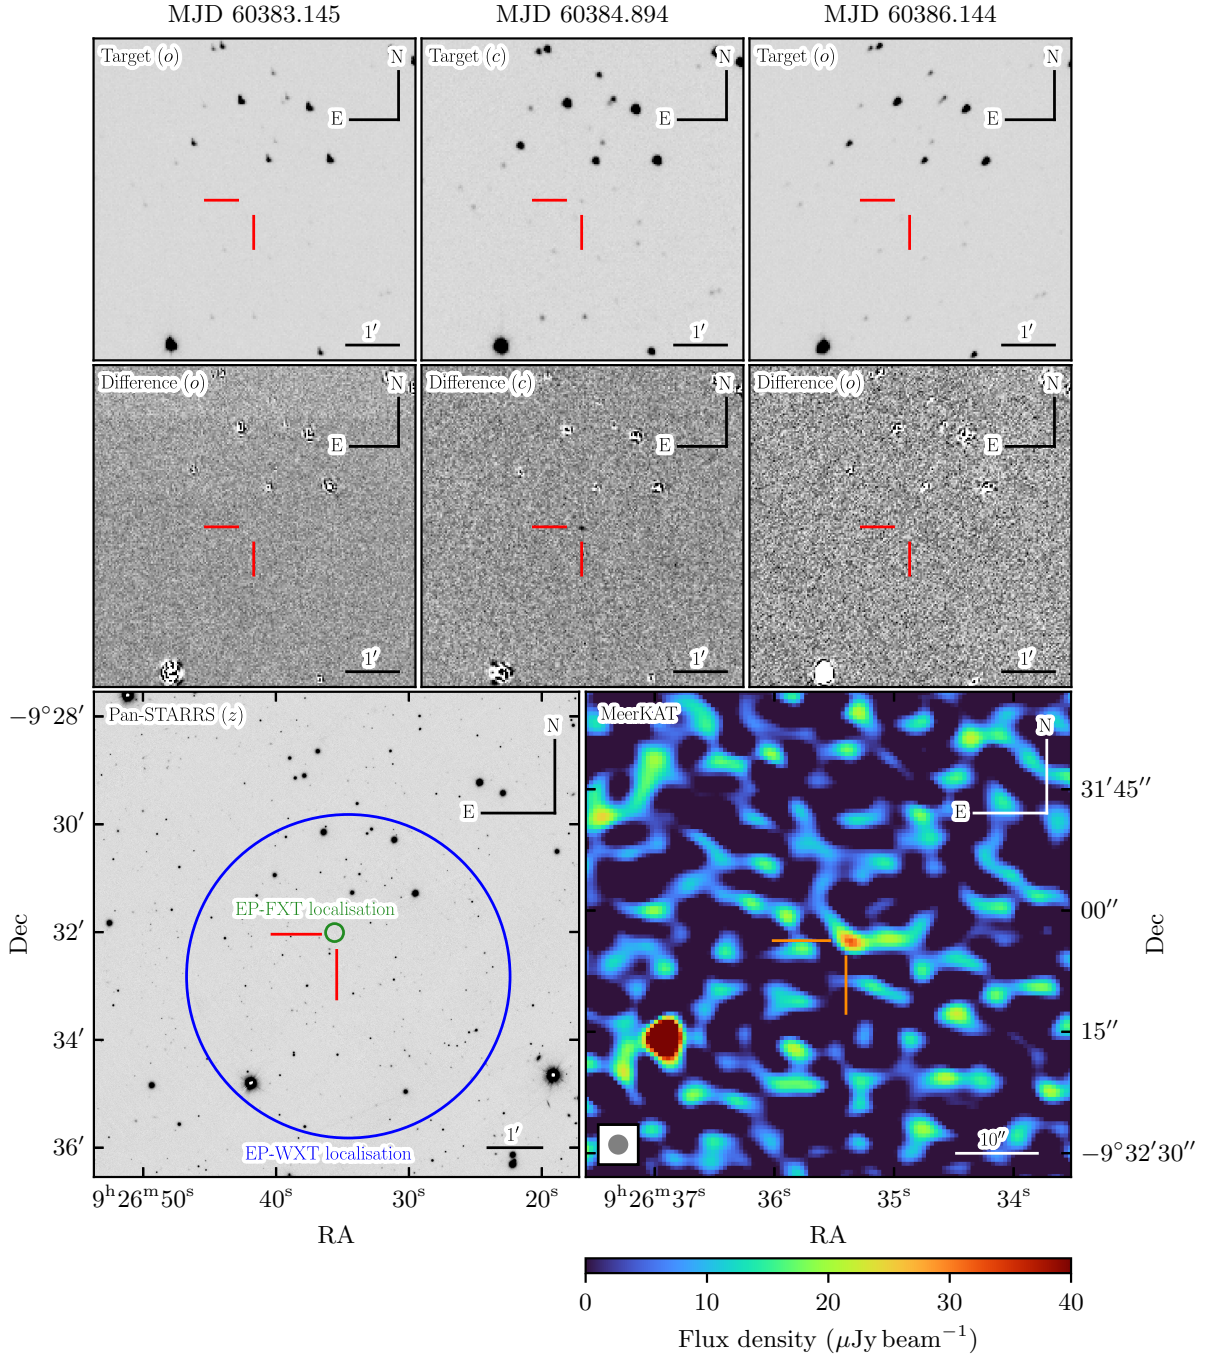 MJD 60383.145
MJD 60384.894
MJD 60386.144
Target (o)
N
E
1′
Target (c)
N
E
1′
Target (o)
N
E
1′
Difference (o)
N
E
1′
Difference (c)
N
E
1′
Difference (o)
N
E
1′
Pan-STARRS (z)
N
E
EP-FXT localisation
EP-WXT localisation
1′
−9°28′
30′
32′
34′
36′
Dec
9ʰ26ᵐ50ˢ
40ˢ
30ˢ
20ˢ
RA
MeerKAT
N
E
10″
31′45″
00″
15″
−9°32′30″
Dec
9ʰ26ᵐ37ˢ
36ˢ
35ˢ
34ˢ
RA
0
10
20
30
40
Flux density (μJy beam⁻¹)